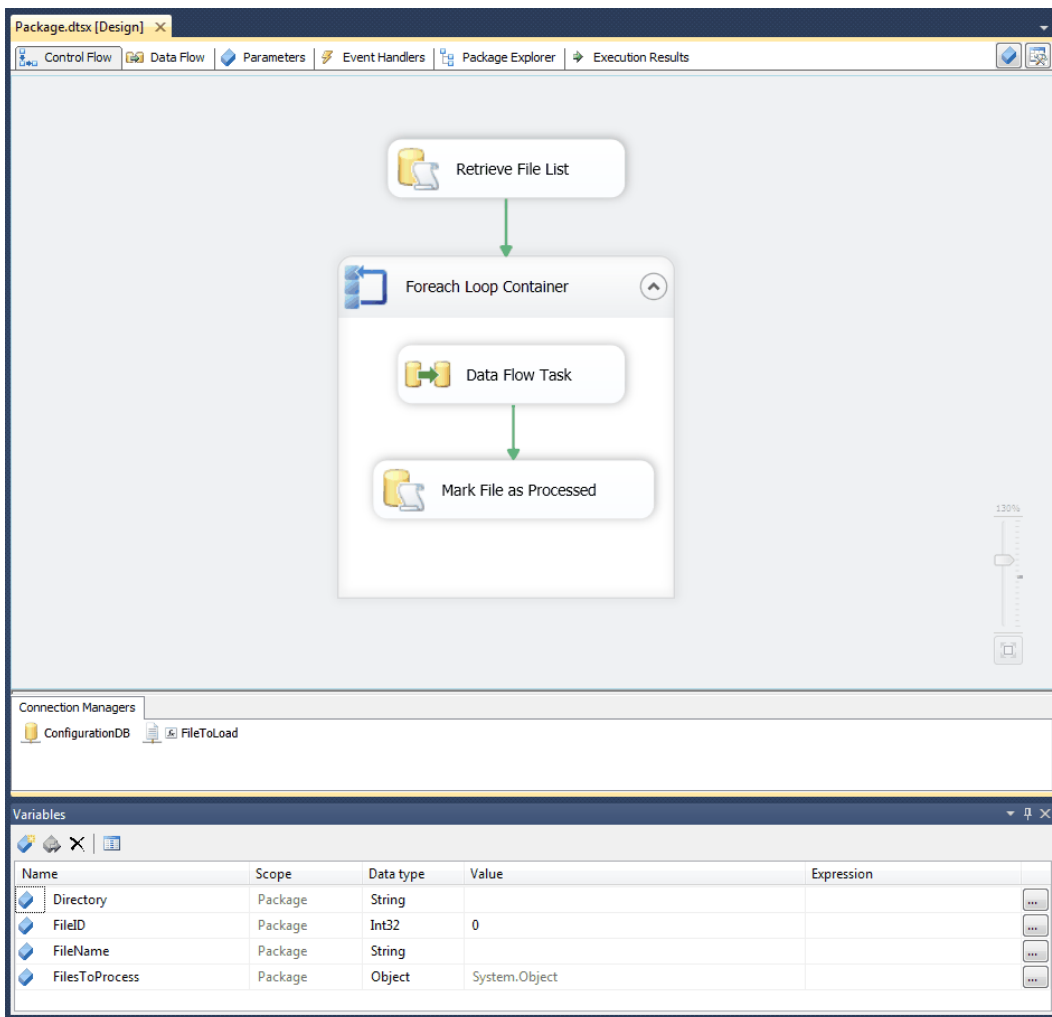 Package.dtsx [Design]
Control Flow Data Flow Parameters Event Handlers Package Explorer Execution Results
Retrieve File List
Foreach Loop Container
Data Flow Task
Mark File as Processed
130%
Connection Managers
ConfigurationDB fx FileToLoad
Variables
Name Scope Data type Value Expression
Directory Package String ...
FileID Package Int32 0 ...
FileName Package String ...
FilesToProcess Package Object System.Object ...